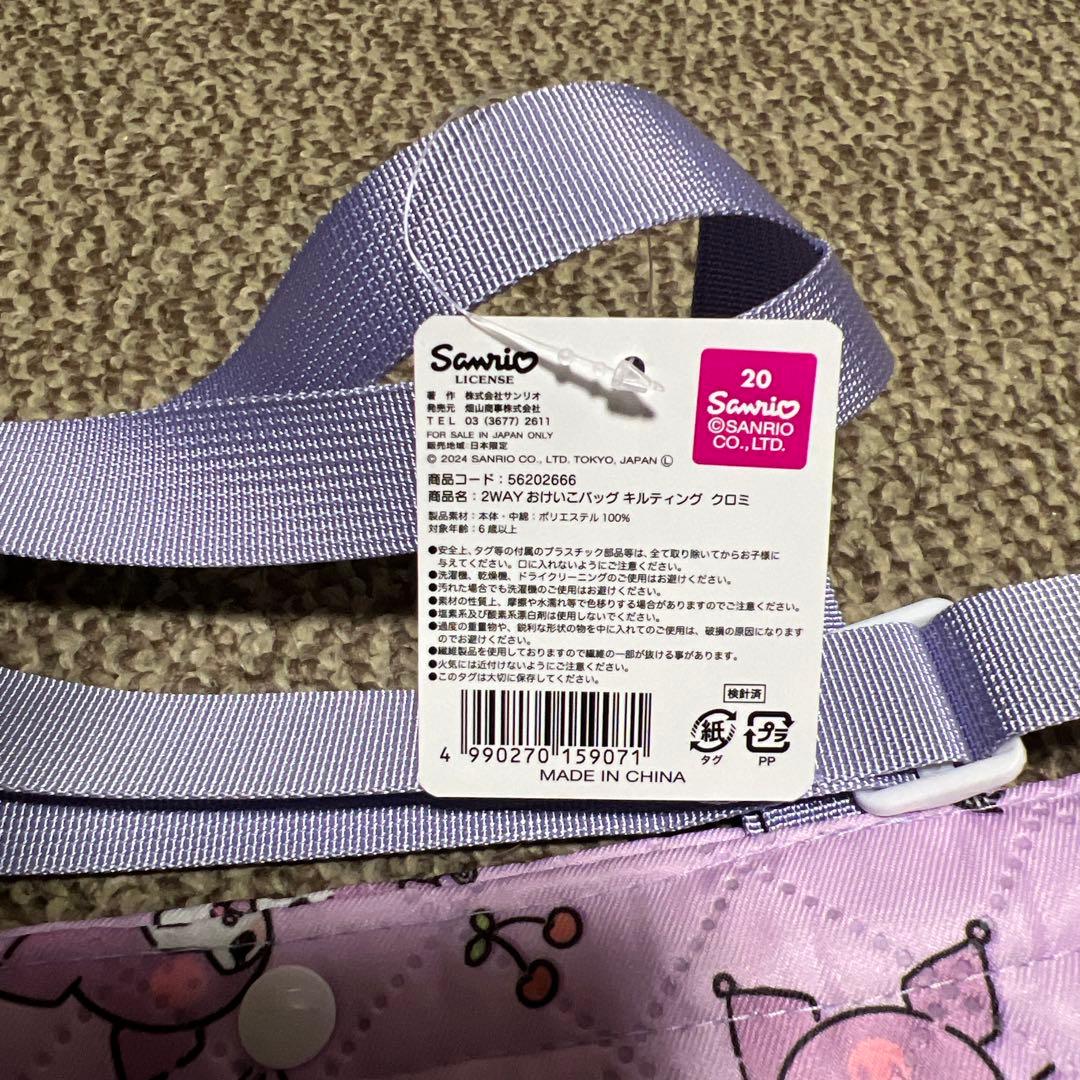 Sanrio
LICENSE
著 作 株式会社サンリオ
発売元 畑山商事株式会社
TEL 03 (3677) 2611
FOR SALE IN JAPAN ONLY
販売地域 日本限定
© 2024 SANRIO CO., LTD. TOKYO, JAPAN Ⓛ
20
Sanrio
©SANRIO
CO., LTD.
商品コード：56202666
商品名：2WAY おけいこバッグ キルティング クロミ
製品素材：本体・中綿：ポリエステル 100%
対象年齢：6歳以上
●安全上、タグ等の付属のプラスチック部品等は、全て取り除いてからお子様に
与えてください。口に入れないようにご注意ください。
●洗濯機、乾燥機、ドライクリーニングのご使用はお避けください。
●汚れた場合でも洗濯機のご使用はお避けください。
●素材の性質上、摩擦や水濡れ等で色移りする場合がありますのでご注意ください。
●塩素系及び酸素系漂白剤は使用しないでください。
●過度の重量物や、鋭利な形状の物を中に入れてのご使用は、破損の原因になります
のでお避けください。
●繊維製品を使用しておりますので繊維の一部が抜ける事があります。
●火気には近付けないようにご注意ください。
●このタグは大切に保存してください。
検針済
紙
タグ
プラ
PP
4 990270 159071
MADE IN CHINA